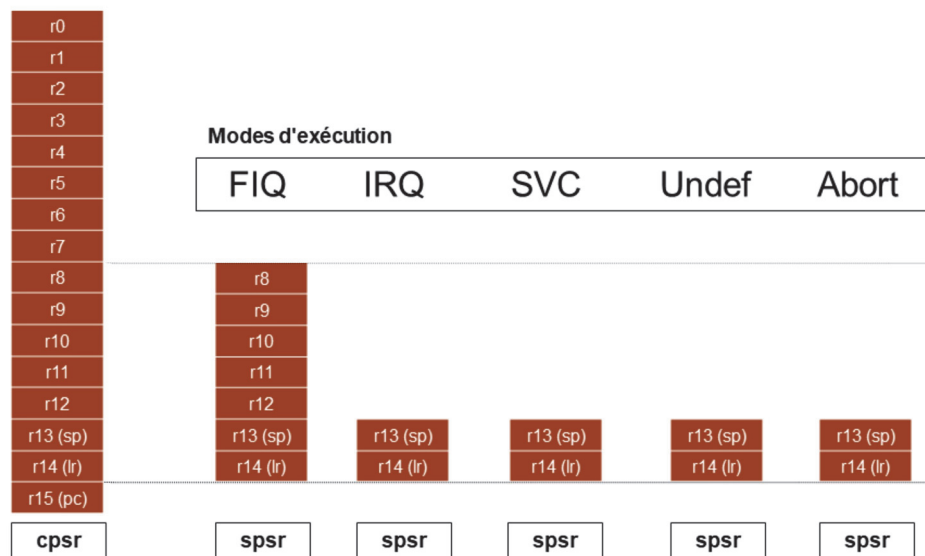 r0
r1
r2
r3
r4
Modes d'exécution
r5
FIQ IRQ SVC Undef Abort
r6
r7
r8 r8
r9 r9
r10 r10
r11 r11
r12 r12
r13 (sp) r13 (sp) r13 (sp) r13 (sp) r13 (sp) r13 (sp)
r14 (lr) r14 (lr) r14 (lr) r14 (lr) r14 (lr) r14 (lr)
r15 (pc)
cpsr spsr spsr spsr spsr spsr